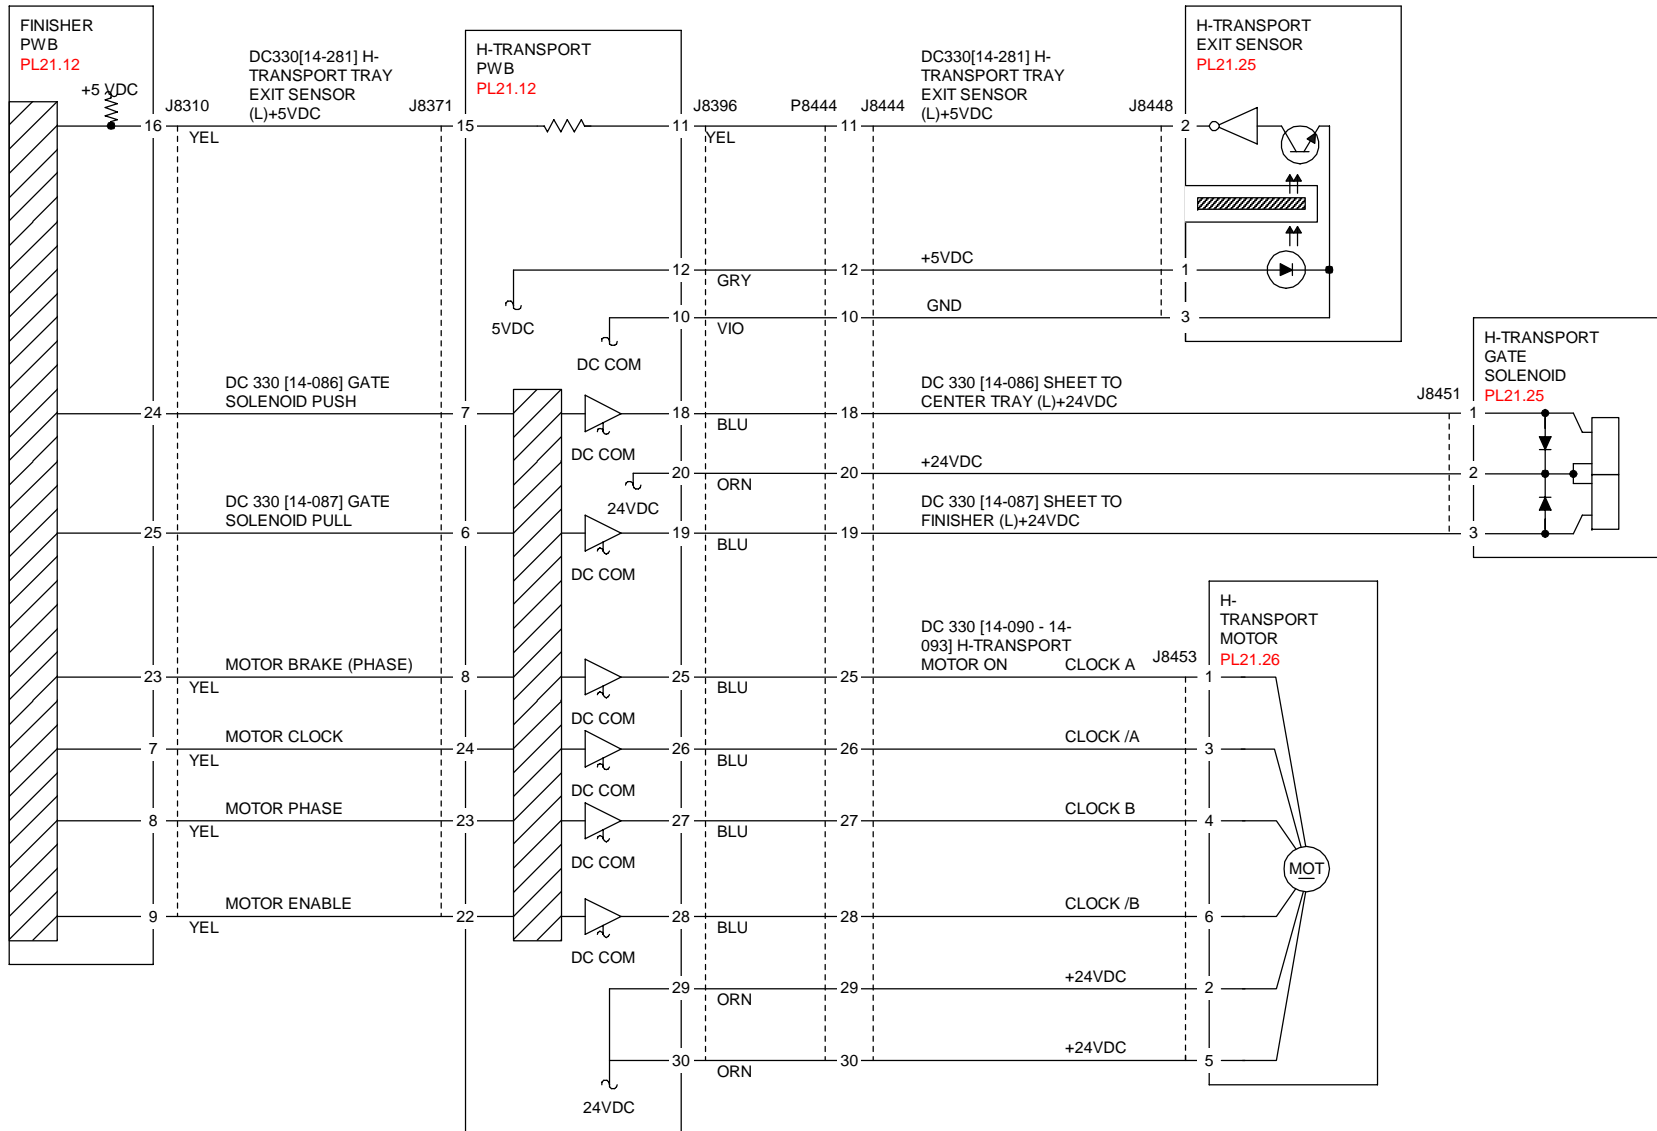 FINISHER
PWB
PL21.12
+5 VDC
J8310
DC330[14-281] H-
TRANSPORT TRAY
EXIT SENSOR
(L)+5VDC
J8371
H-TRANSPORT
PWB
PL21.12
J8396
P8444
J8444
DC330[14-281] H-
TRANSPORT TRAY
EXIT SENSOR
(L)+5VDC
J8448
H-TRANSPORT
EXIT SENSOR
PL21.25
16
YEL
15
11
YEL
11
2
5VDC
12
GRY
12
+5VDC
1
DC COM
10
VIO
10
GND
3
H-TRANSPORT
GATE
SOLENOID
PL21.25
J8451
24
DC 330 [14-086] GATE
SOLENOID PUSH
7
DC COM
18
BLU
18
DC 330 [14-086] SHEET TO
CENTER TRAY (L)+24VDC
1
24VDC
20
ORN
20
+24VDC
2
25
DC 330 [14-087] GATE
SOLENOID PULL
6
DC COM
19
BLU
19
DC 330 [14-087] SHEET TO
FINISHER (L)+24VDC
3
H-
TRANSPORT
MOTOR
PL21.26
J8453
DC 330 [14-090 - 14-
093] H-TRANSPORT
MOTOR ON
23
YEL
MOTOR BRAKE (PHASE)
8
DC COM
25
BLU
25
CLOCK A
1
7
YEL
MOTOR CLOCK
24
DC COM
26
BLU
26
CLOCK /A
3
8
YEL
MOTOR PHASE
23
DC COM
27
BLU
27
CLOCK B
4
MOT
9
YEL
MOTOR ENABLE
22
DC COM
28
BLU
28
CLOCK /B
6
29
ORN
29
+24VDC
2
30
ORN
30
+24VDC
5
24VDC